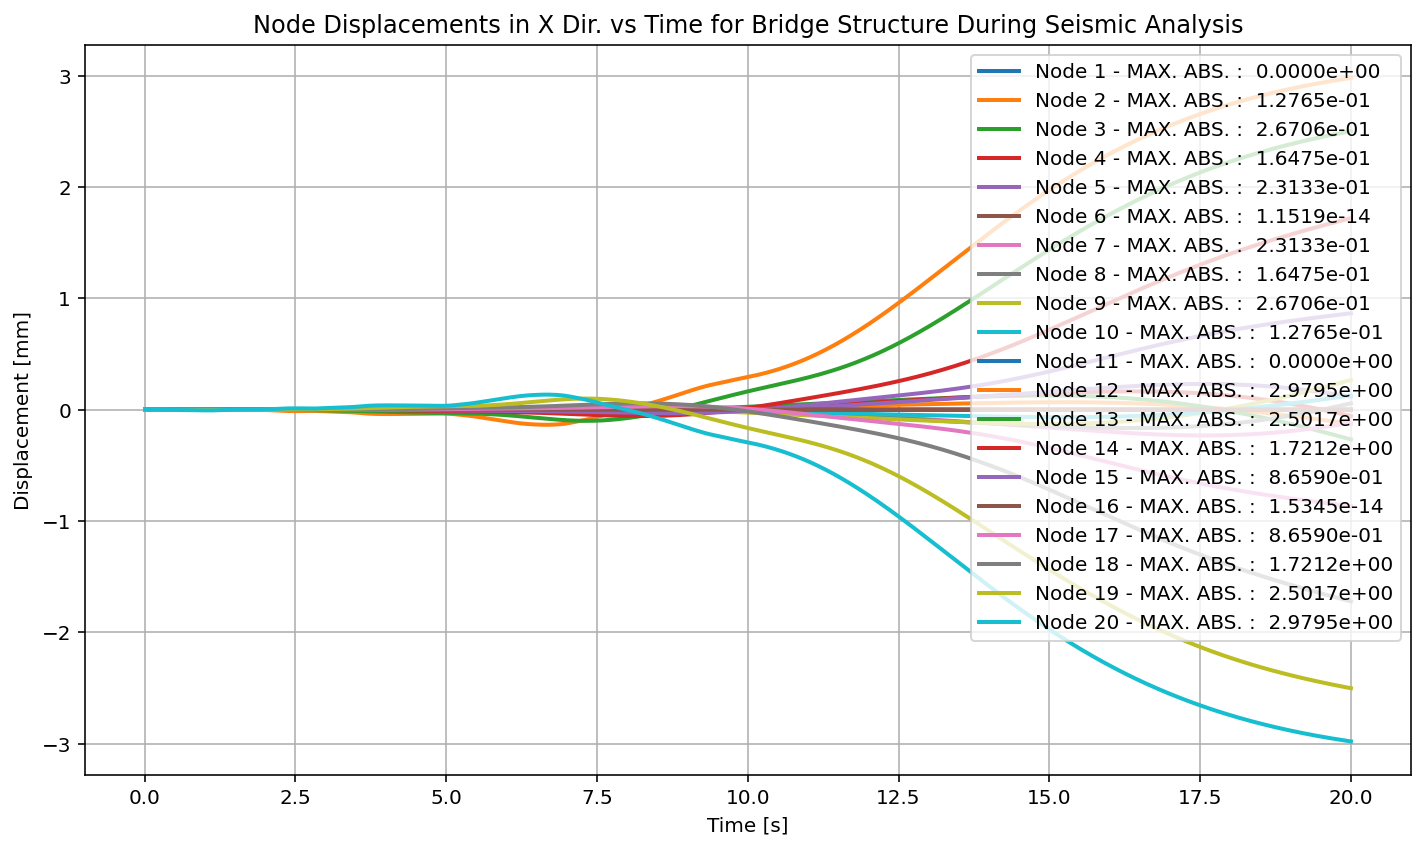 Node Displacements in X Dir. vs Time for Bridge Structure During Seismic Analysis
Node 1 - MAX. ABS. : 0.0000e+00
Node 2 - MAX. ABS. : 1.2765e-01
Node 3 - MAX. ABS. : 2.6706e-01
Node 4 - MAX. ABS. : 1.6475e-01
Node 5 - MAX. ABS. : 2.3133e-01
Node 6 - MAX. ABS. : 1.1519e-14
Node 7 - MAX. ABS. : 2.3133e-01
Node 8 - MAX. ABS. : 1.6475e-01
Node 9 - MAX. ABS. : 2.6706e-01
Node 10 - MAX. ABS. : 1.2765e-01
Node 11 - MAX. ABS. : 0.0000e+00
Node 12 - MAX. ABS. : 2.9795e+00
Node 13 - MAX. ABS. : 2.5017e+00
Node 14 - MAX. ABS. : 1.7212e+00
Node 15 - MAX. ABS. : 8.6590e-01
Node 16 - MAX. ABS. : 1.5345e-14
Node 17 - MAX. ABS. : 8.6590e-01
Node 18 - MAX. ABS. : 1.7212e+00
Node 19 - MAX. ABS. : 2.5017e+00
Node 20 - MAX. ABS. : 2.9795e+00
Displacement [mm]
3
2
1
0
−1
−2
−3
0.0 2.5 5.0 7.5 10.0 12.5 15.0 17.5 20.0
Time [s]